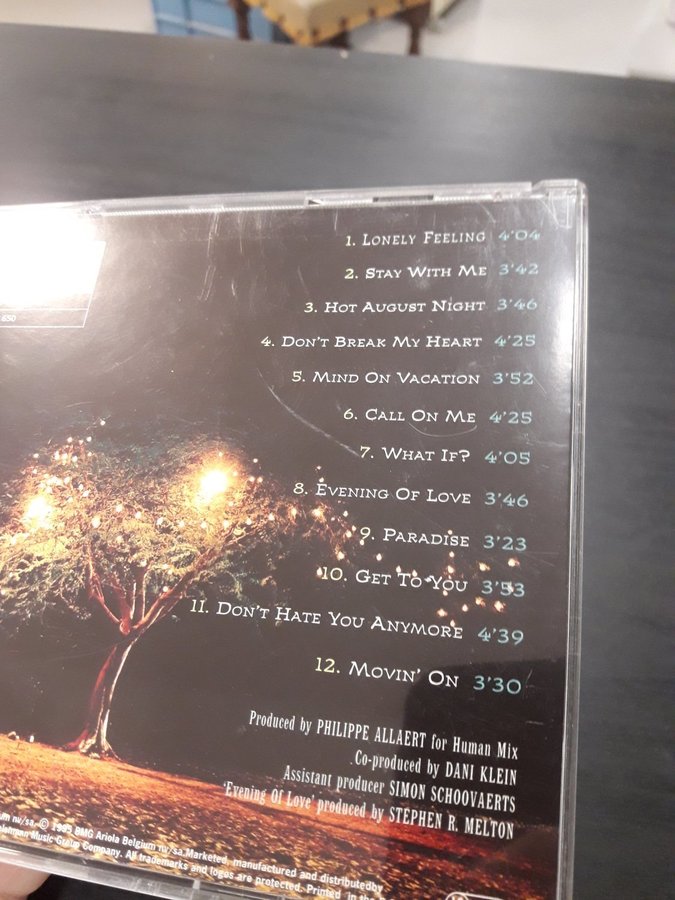 650
1. LONELY FEELING 4'04
2. STAY WITH ME 3'42
3. HOT AUGUST NIGHT 3'46
4. DON'T BREAK MY HEART 4'25
5. MIND ON VACATION 3'52
6. CALL ON ME 4'25
7. WHAT IF? 4'05
8. EVENING OF LOVE 3'46
9. PARADISE 3'23
10. GET TO YOU 3'53
11. DON'T HATE YOU ANYMORE 4'39
12. MOVIN' ON 3'30
Produced by PHILIPPE ALLAERT for Human Mix
Co-produced by DANI KLEIN
Assistant producer SIMON SCHOOVAERTS
'Evening Of Love' produced by STEPHEN R. MELTON
nv/sa. © BMG Ariola Belgium nv/sa. Marketed, manufactured and distributed by
Music Group Company. All trademarks and logos are protected. Printed in the